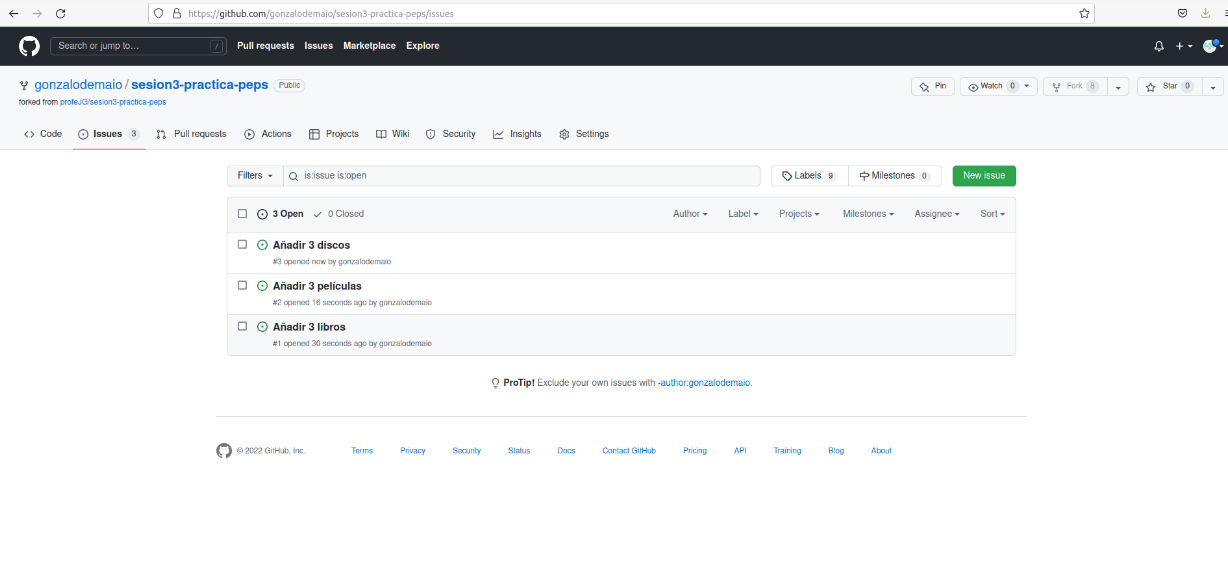 https://github.com/gonzalodemaio/sesion3-practica-peps/issues
Search or jump to… / Pull requests Issues Marketplace Explore
gonzalodemaio / sesion3-practica-peps Public
Pin Watch 0 Fork 8 Star 0
forked from profeJG/sesion3-practica-peps
Code Issues 3 Pull requests Actions Projects Wiki Security Insights Settings
Filters is:issue is:open Labels 9 Milestones 0 New issue
3 Open 0 Closed Author Label Projects Milestones Assignee Sort
Añadir 3 discos
#3 opened now by gonzalodemaio
Añadir 3 películas
#2 opened 16 seconds ago by gonzalodemaio
Añadir 3 libros
#1 opened 30 seconds ago by gonzalodemaio
ProTip! Exclude your own issues with -author:gonzalodemaio.
© 2022 GitHub, Inc. Terms Privacy Security Status Docs Contact GitHub Pricing API Training Blog About